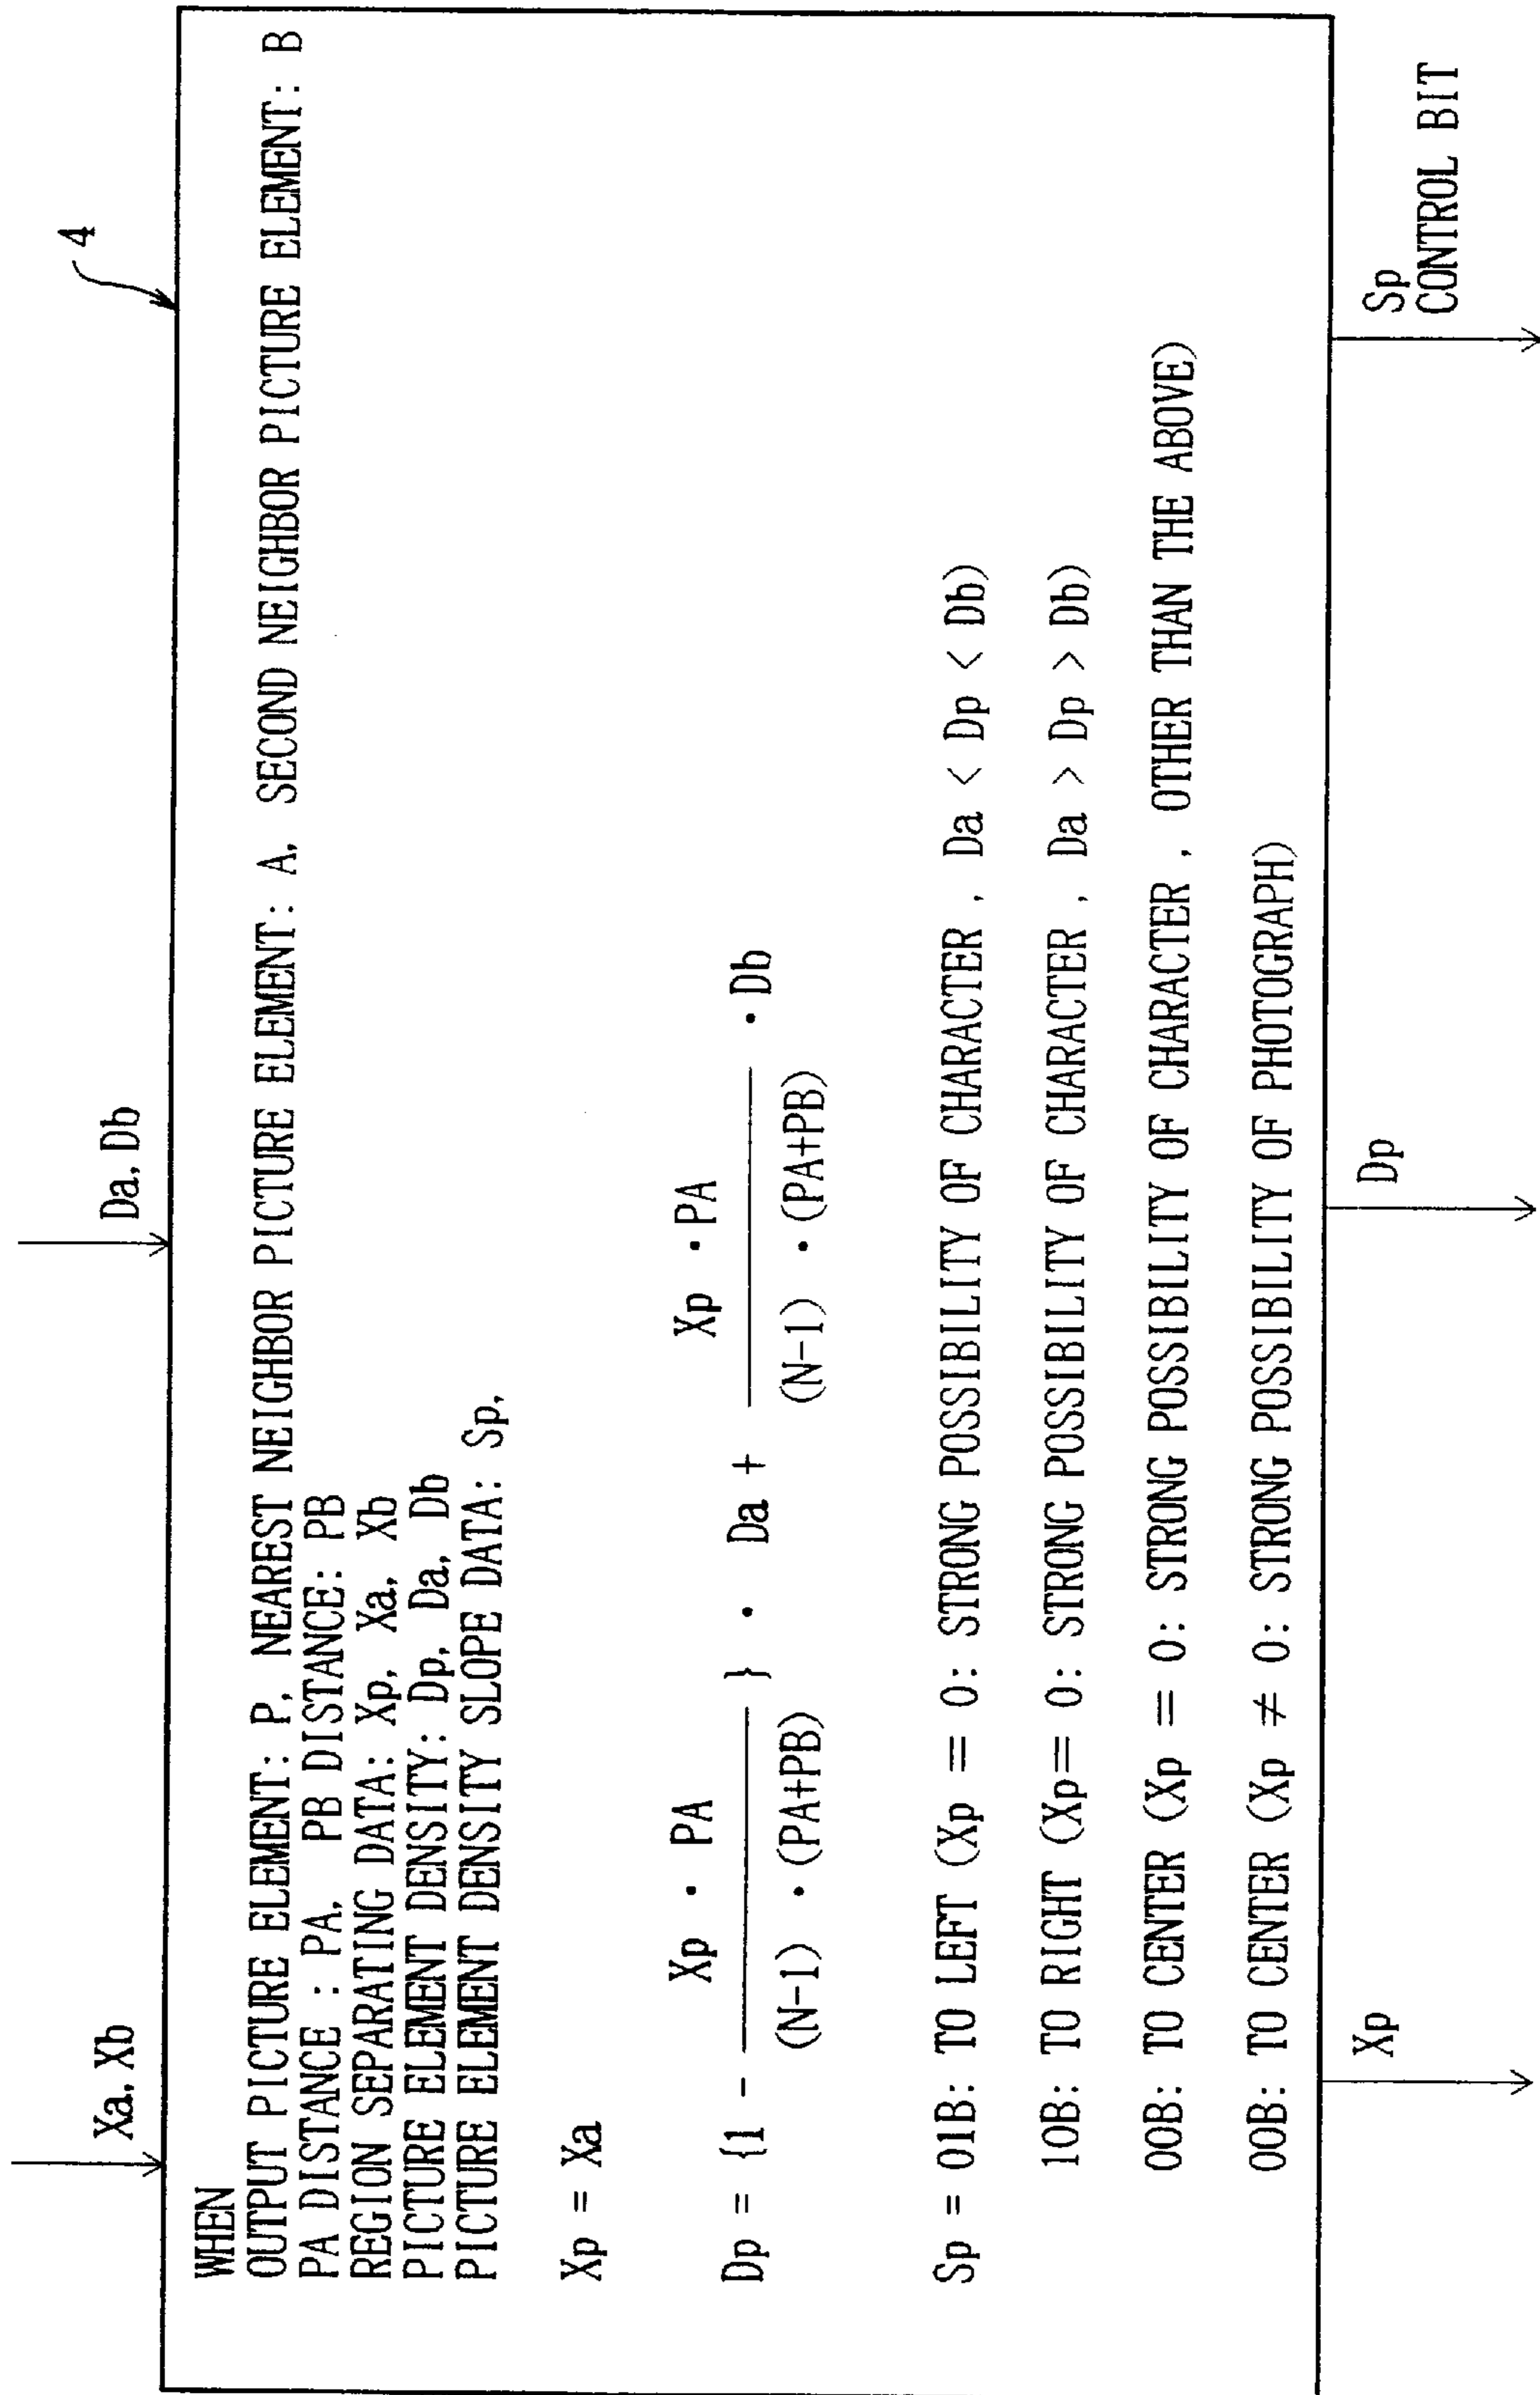 Xa, Xb
Da, Db
4
WHEN
OUTPUT PICTURE ELEMENT: P, NEAREST NEIGHBOR PICTURE ELEMENT: A, SECOND NEIGHBOR PICTURE ELEMENT: B
PA DISTANCE : PA, PB DISTANCE: PB
REGION SEPARATING DATA: Xp, Xa, Xb
PICTURE ELEMENT DENSITY: Dp, Da, Db
PICTURE ELEMENT DENSITY SLOPE DATA: Sp,
Xp = Xa
Xp · PA Xp · PA
Dp = {1 - ———— } · Da + ———— · Db
(N-1) · (PA+PB) (N-1) · (PA+PB)
Sp = 01B: TO LEFT (Xp = 0: STRONG POSSIBILITY OF CHARACTER , Da < Dp < Db)
10B: TO RIGHT (Xp= 0: STRONG POSSIBILITY OF CHARACTER , Da > Dp > Db)
00B: TO CENTER (Xp = 0: STRONG POSSIBILITY OF CHARACTER , OTHER THAN THE ABOVE)
00B: TO CENTER (Xp ≠ 0: STRONG POSSIBILITY OF PHOTOGRAPH)
Xp
Dp
Sp
CONTROL BIT